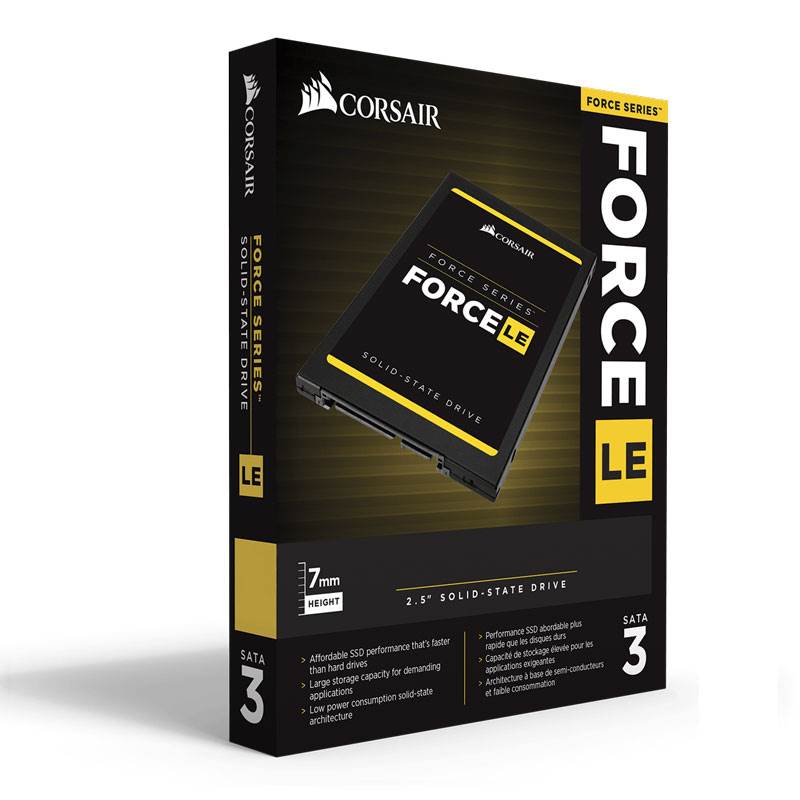 CORSAIR
FORCE SERIES™
SOLID-STATE DRIVE
LE
SATA
3
CORSAIR
FORCE SERIES™
FORCE
LE
CORSAIR
FORCE SERIES™
FORCE LE
SOLID-STATE DRIVE
7mm
HEIGHT
2.5" SOLID-STATE DRIVE
> Affordable SSD performance that's faster
than hard drives
> Large storage capacity for demanding
applications
> Low power consumption solid-state
architecture
> Performance SSD abordable plus
rapide que les disques durs
> Capacité de stockage élevée pour les
applications exigeantes
> Architecture à base de semi-conducteurs
et faible consommation
SATA
3